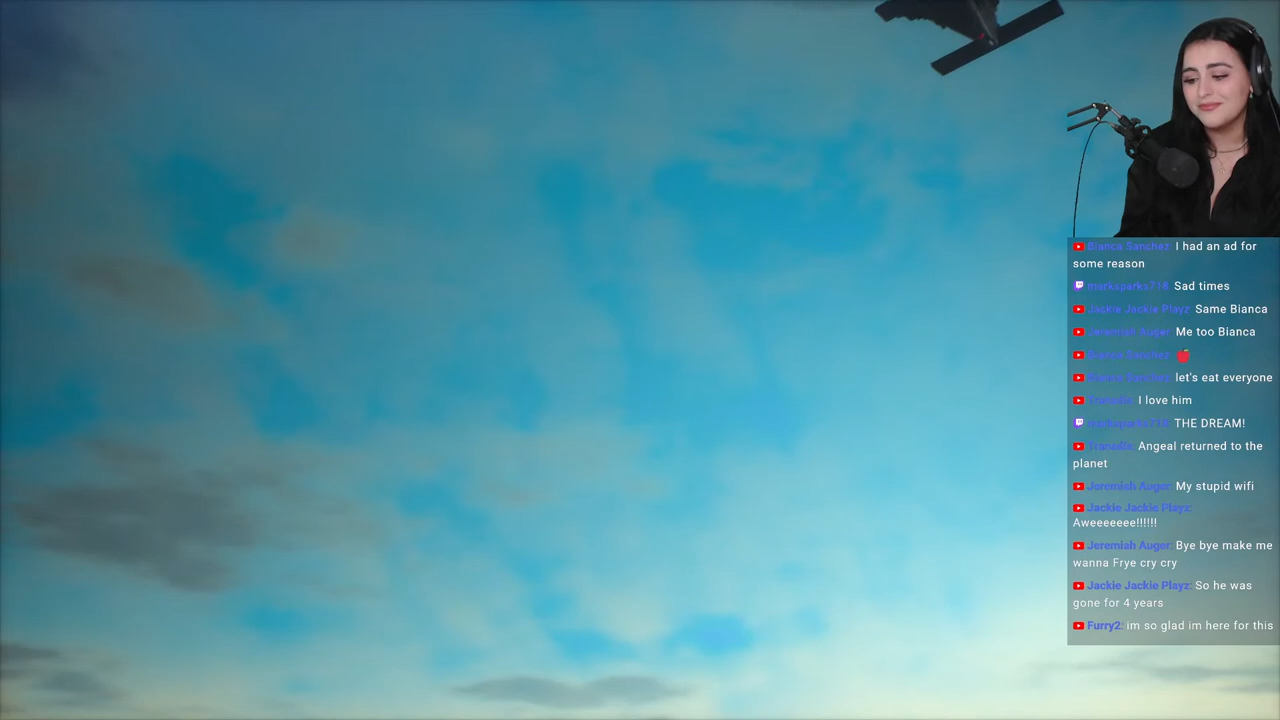 Bianca Sanchez: I had an ad for
some reason
marksparks718: Sad times
Jackie Jackie Playz: Same Bianca
Jeremiah Auger: Me too Bianca
Bianca Sanchez: 🍎
let's eat everyone
I love him
THE DREAM!
Angeal returned to the
planet
Jeremiah Auger: My stupid wifi
Jackie Jackie Playz:
Aweeeeeee!!!!!!
Jeremiah Auger: Bye bye make me
wanna Frye cry cry
Jackie Jackie Playz: So he was
gone for 4 years
Furry2: im so glad im here for this